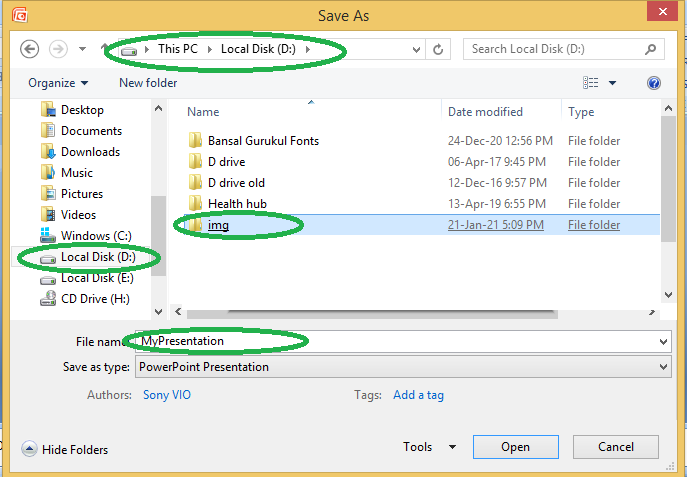 Save As
This PC Local Disk (D:) Search Local Disk (D:)
Organize New folder
Desktop
Documents
Downloads
Music
Pictures
Videos
Windows (C:)
Local Disk (D:)
Local Disk (E:)
CD Drive (H:)
Name Date modified Type
Bansal Gurukul Fonts 24-Dec-20 12:56 PM File folder
D drive 06-Apr-17 9:45 PM File folder
D drive old 12-Dec-16 9:57 PM File folder
Health hub 13-Apr-19 6:55 PM File folder
img 21-Jan-21 5:09 PM File folder
File name: MyPresentation
Save as type: PowerPoint Presentation
Authors: Sony VIO Tags: Add a tag
Hide Folders Tools Open Cancel